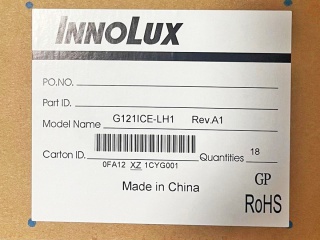 INNOLUX
PO.NO.
Part ID.
Model Name G121ICE-LH1 Rev.A1
Carton ID. Quantities 18
0FA12 XZ 1CYG001
GP
Made in China
RoHS